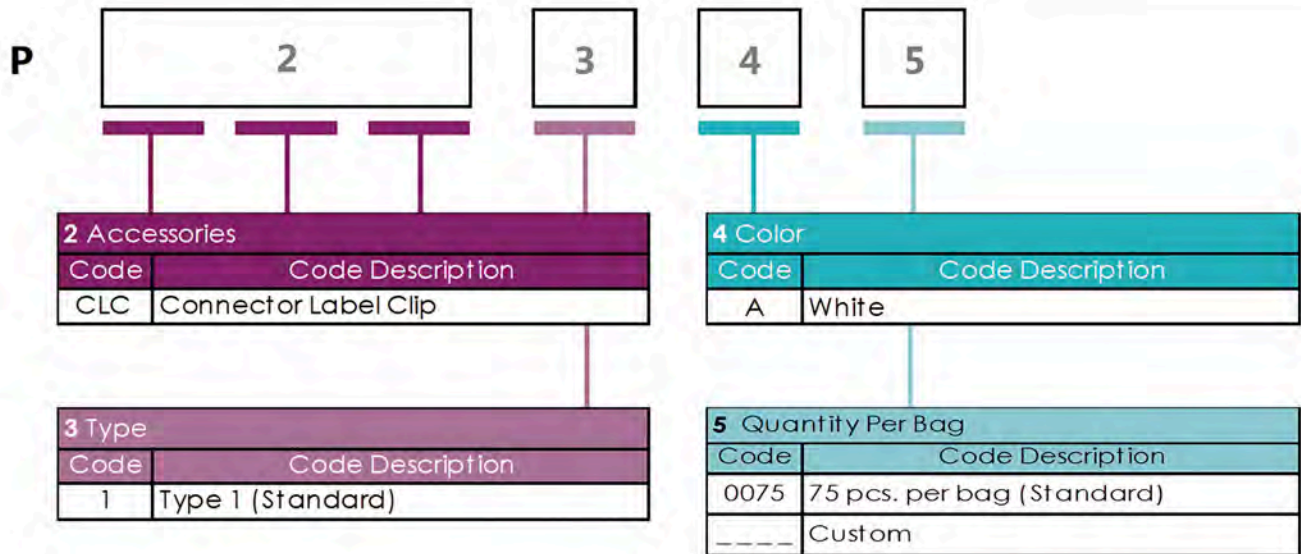 P 2 3 4 5
2 Accessories
Code Code Description
CLC Connector Label Clip
3 Type
Code Code Description
1 Type 1 (Standard)
4 Color
Code Code Description
A White
5 Quantity Per Bag
Code Code Description
0075 75 pcs. per bag (Standard)
_ _ _ _ Custom